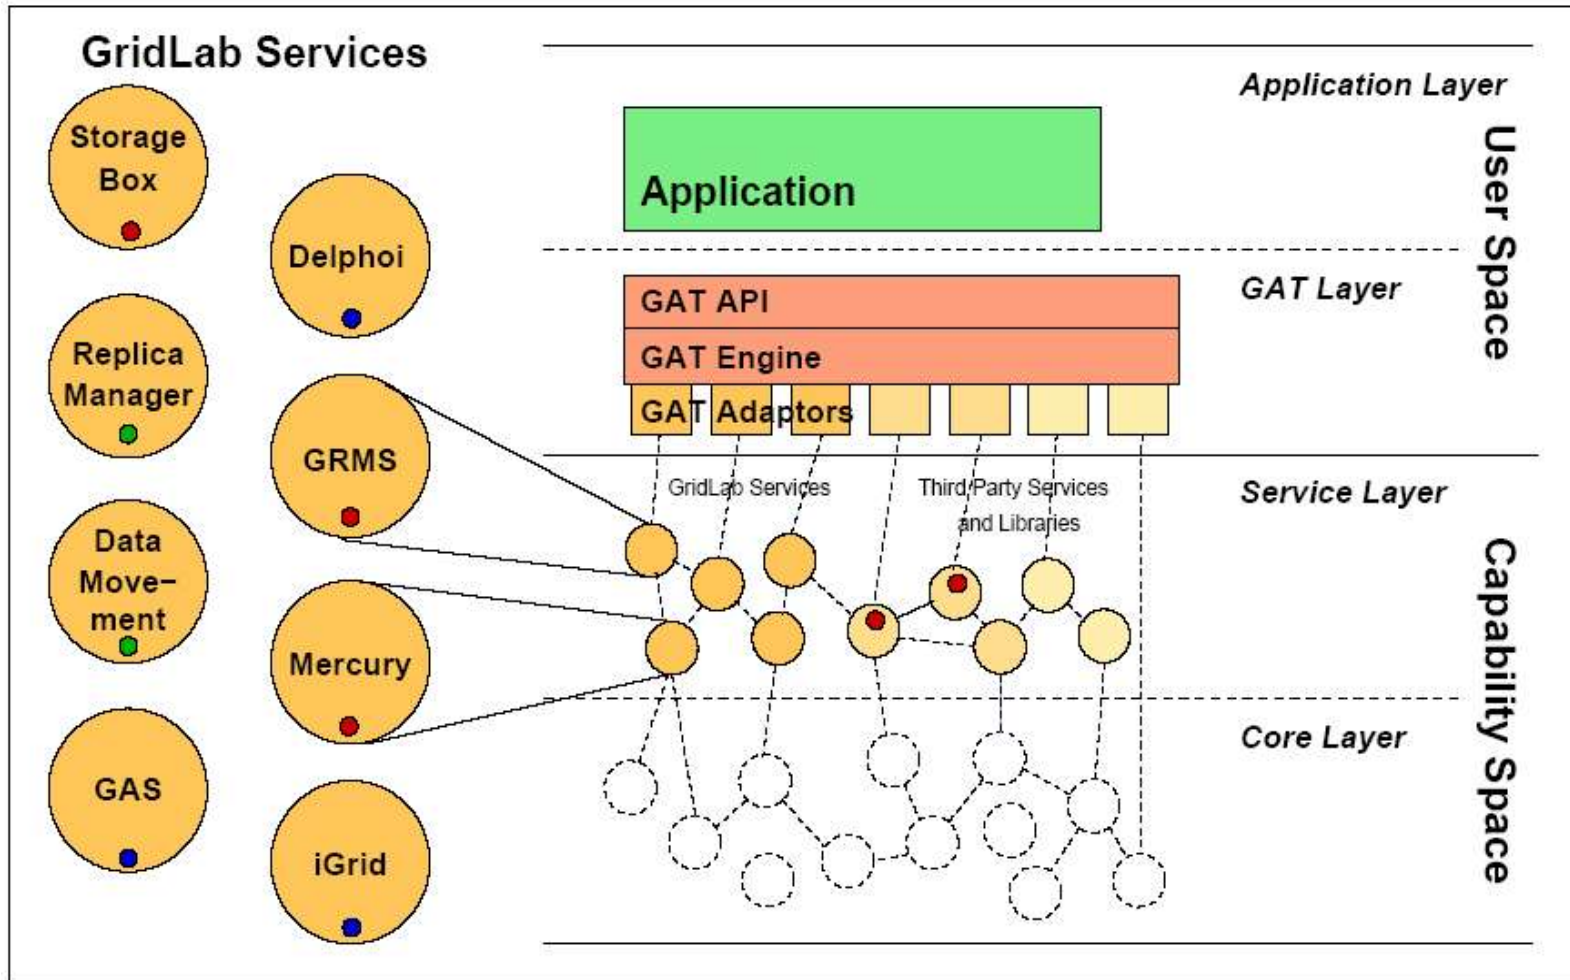 GridLab Services
Storage
Box
Delphoi
Replica
Manager
GRMS
Data
Move−
ment
Mercury
GAS
iGrid
Application Layer
Application
User Space
GAT Layer
GAT API
GAT Engine
GAT Adaptors
GridLab Services
Third Party Services
and Libraries
Service Layer
Capability Space
Core Layer